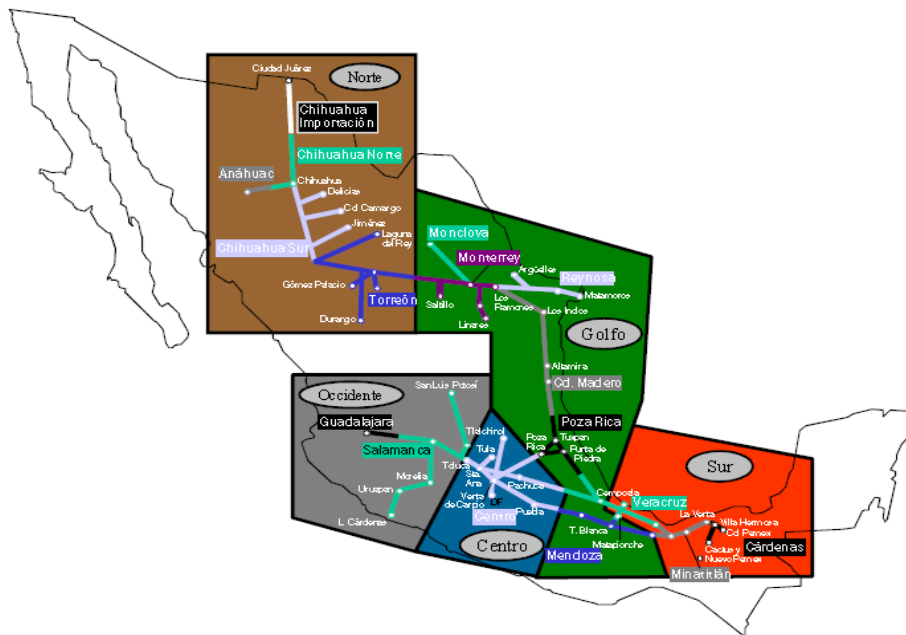 Ciudad Juárez
Norte
Chihuahua
Importación
Chihuahua Norte
Anáhuac
Chihuahua
Delicias
Cd Camargo
Jiménez
Laguna
del Rey
Chihuahua Sur
Monclova
Monterrey
Argüelles
Reynosa
Gómez Palacio
Torreón
Saltillo
Los
Ramones
Matamoros
Durango
Linares
Los Indios
Golfo
Altamira
Cd. Madero
San Luis Potosí
Occidente
Guadalajara
Tlalchinol
Poza Rica
Salamanca
Tula
Poza
Rica
Tuxpan
Punta de
Piedra
Sur
Toluca
Sta.
Ana
Morelia
Pachuca
Uruapan
Venta
de Carpio
DF
Cempoala
Veracruz
Centro
Puebla
La Venta
Villa Hermosa
Cd Pemex
L. Cárdenas
T. Blanca
Centro
Mendoza
Matapionche
Cárdenas
Cactus y
Nuevo Pemex
Minatitlán